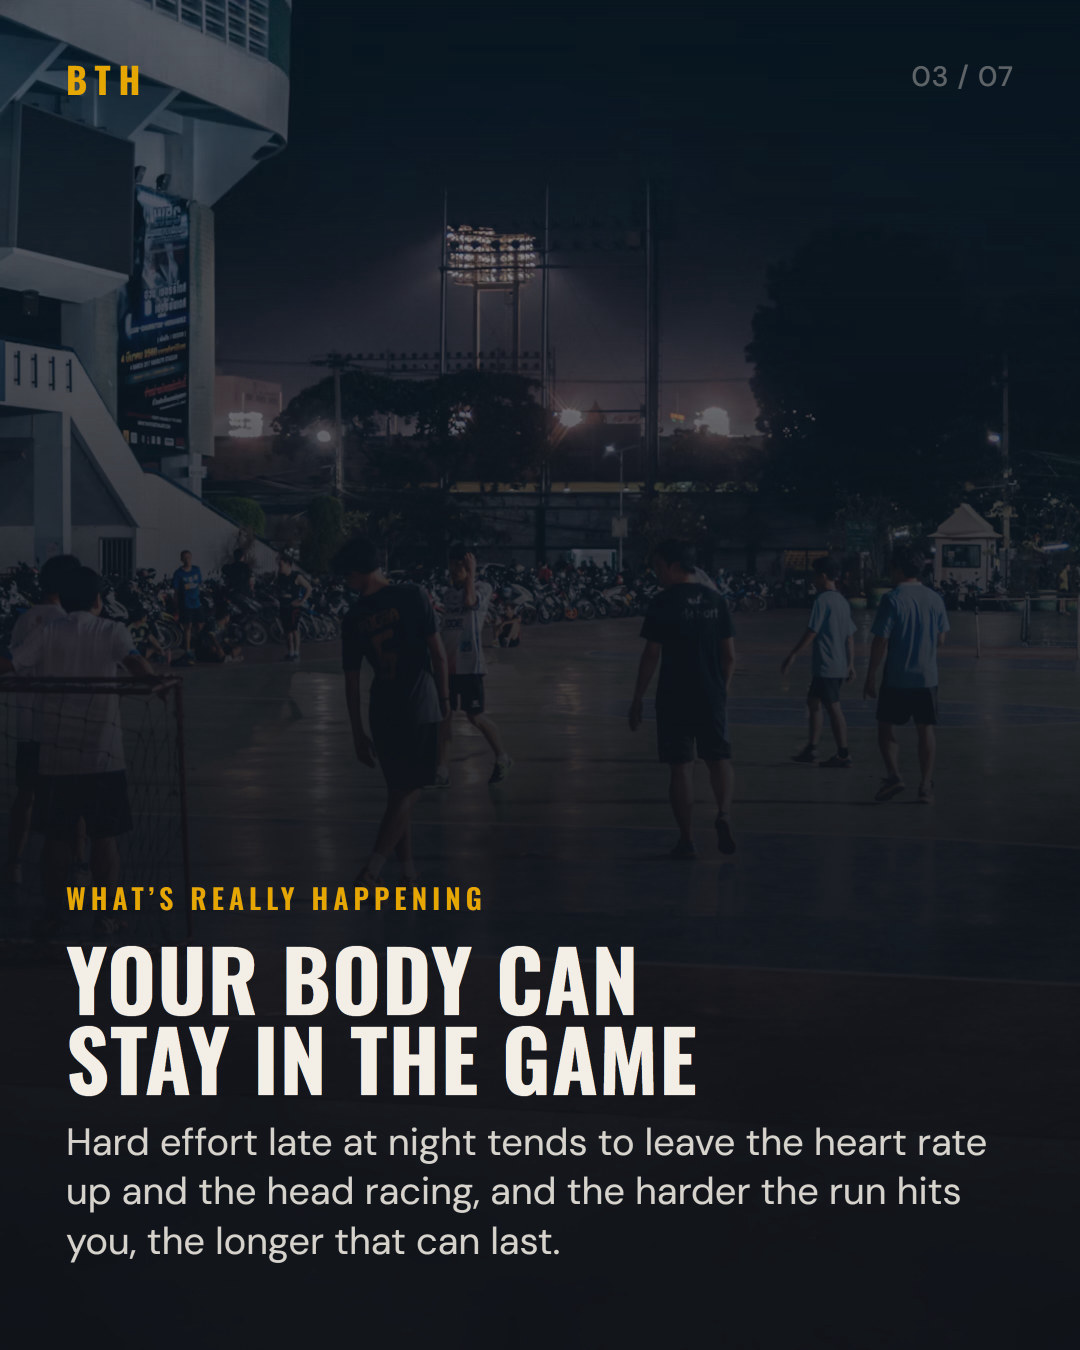 BTH
03 / 07
WHAT’S REALLY HAPPENING
YOUR BODY CAN
STAY IN THE GAME
Hard effort late at night tends to leave the heart rate
up and the head racing, and the harder the run hits
you, the longer that can last.